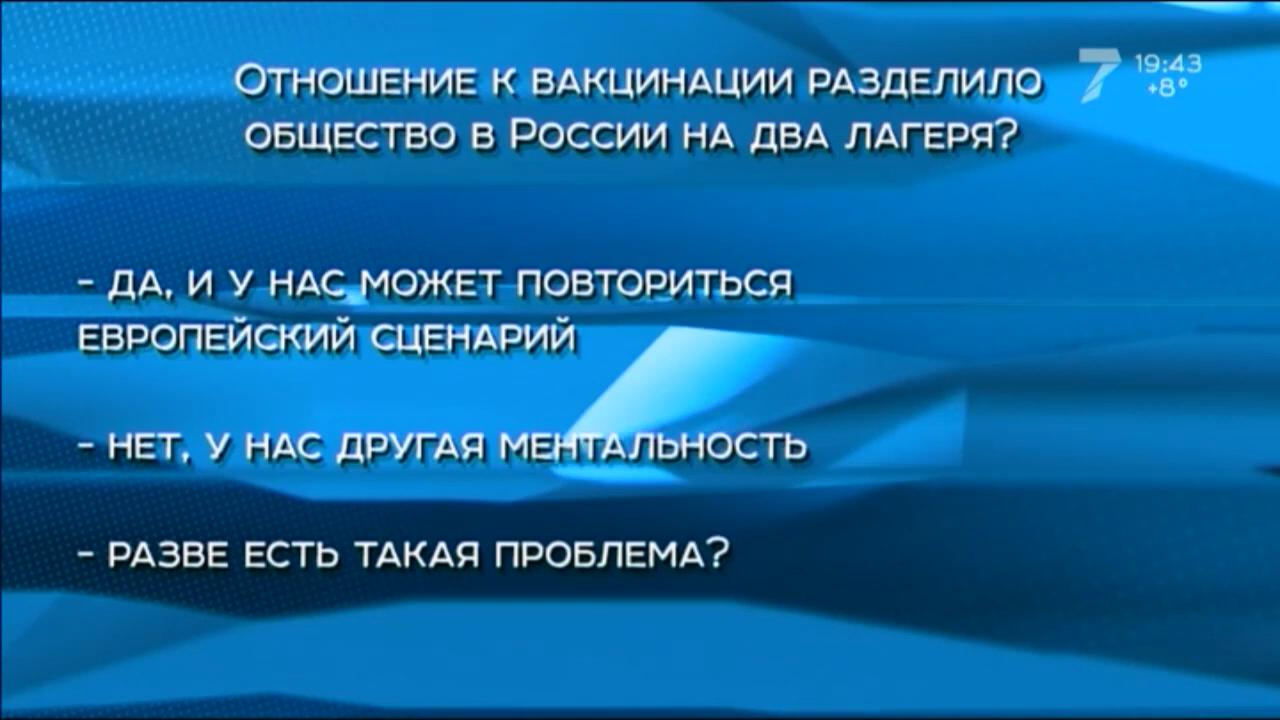 Отношение к вакцинации разделило
общество в России на два лагеря?
7 19:43
+8°
- да, и у нас может повториться
европейский сценарий
- нет, у нас другая ментальность
- разве есть такая проблема?